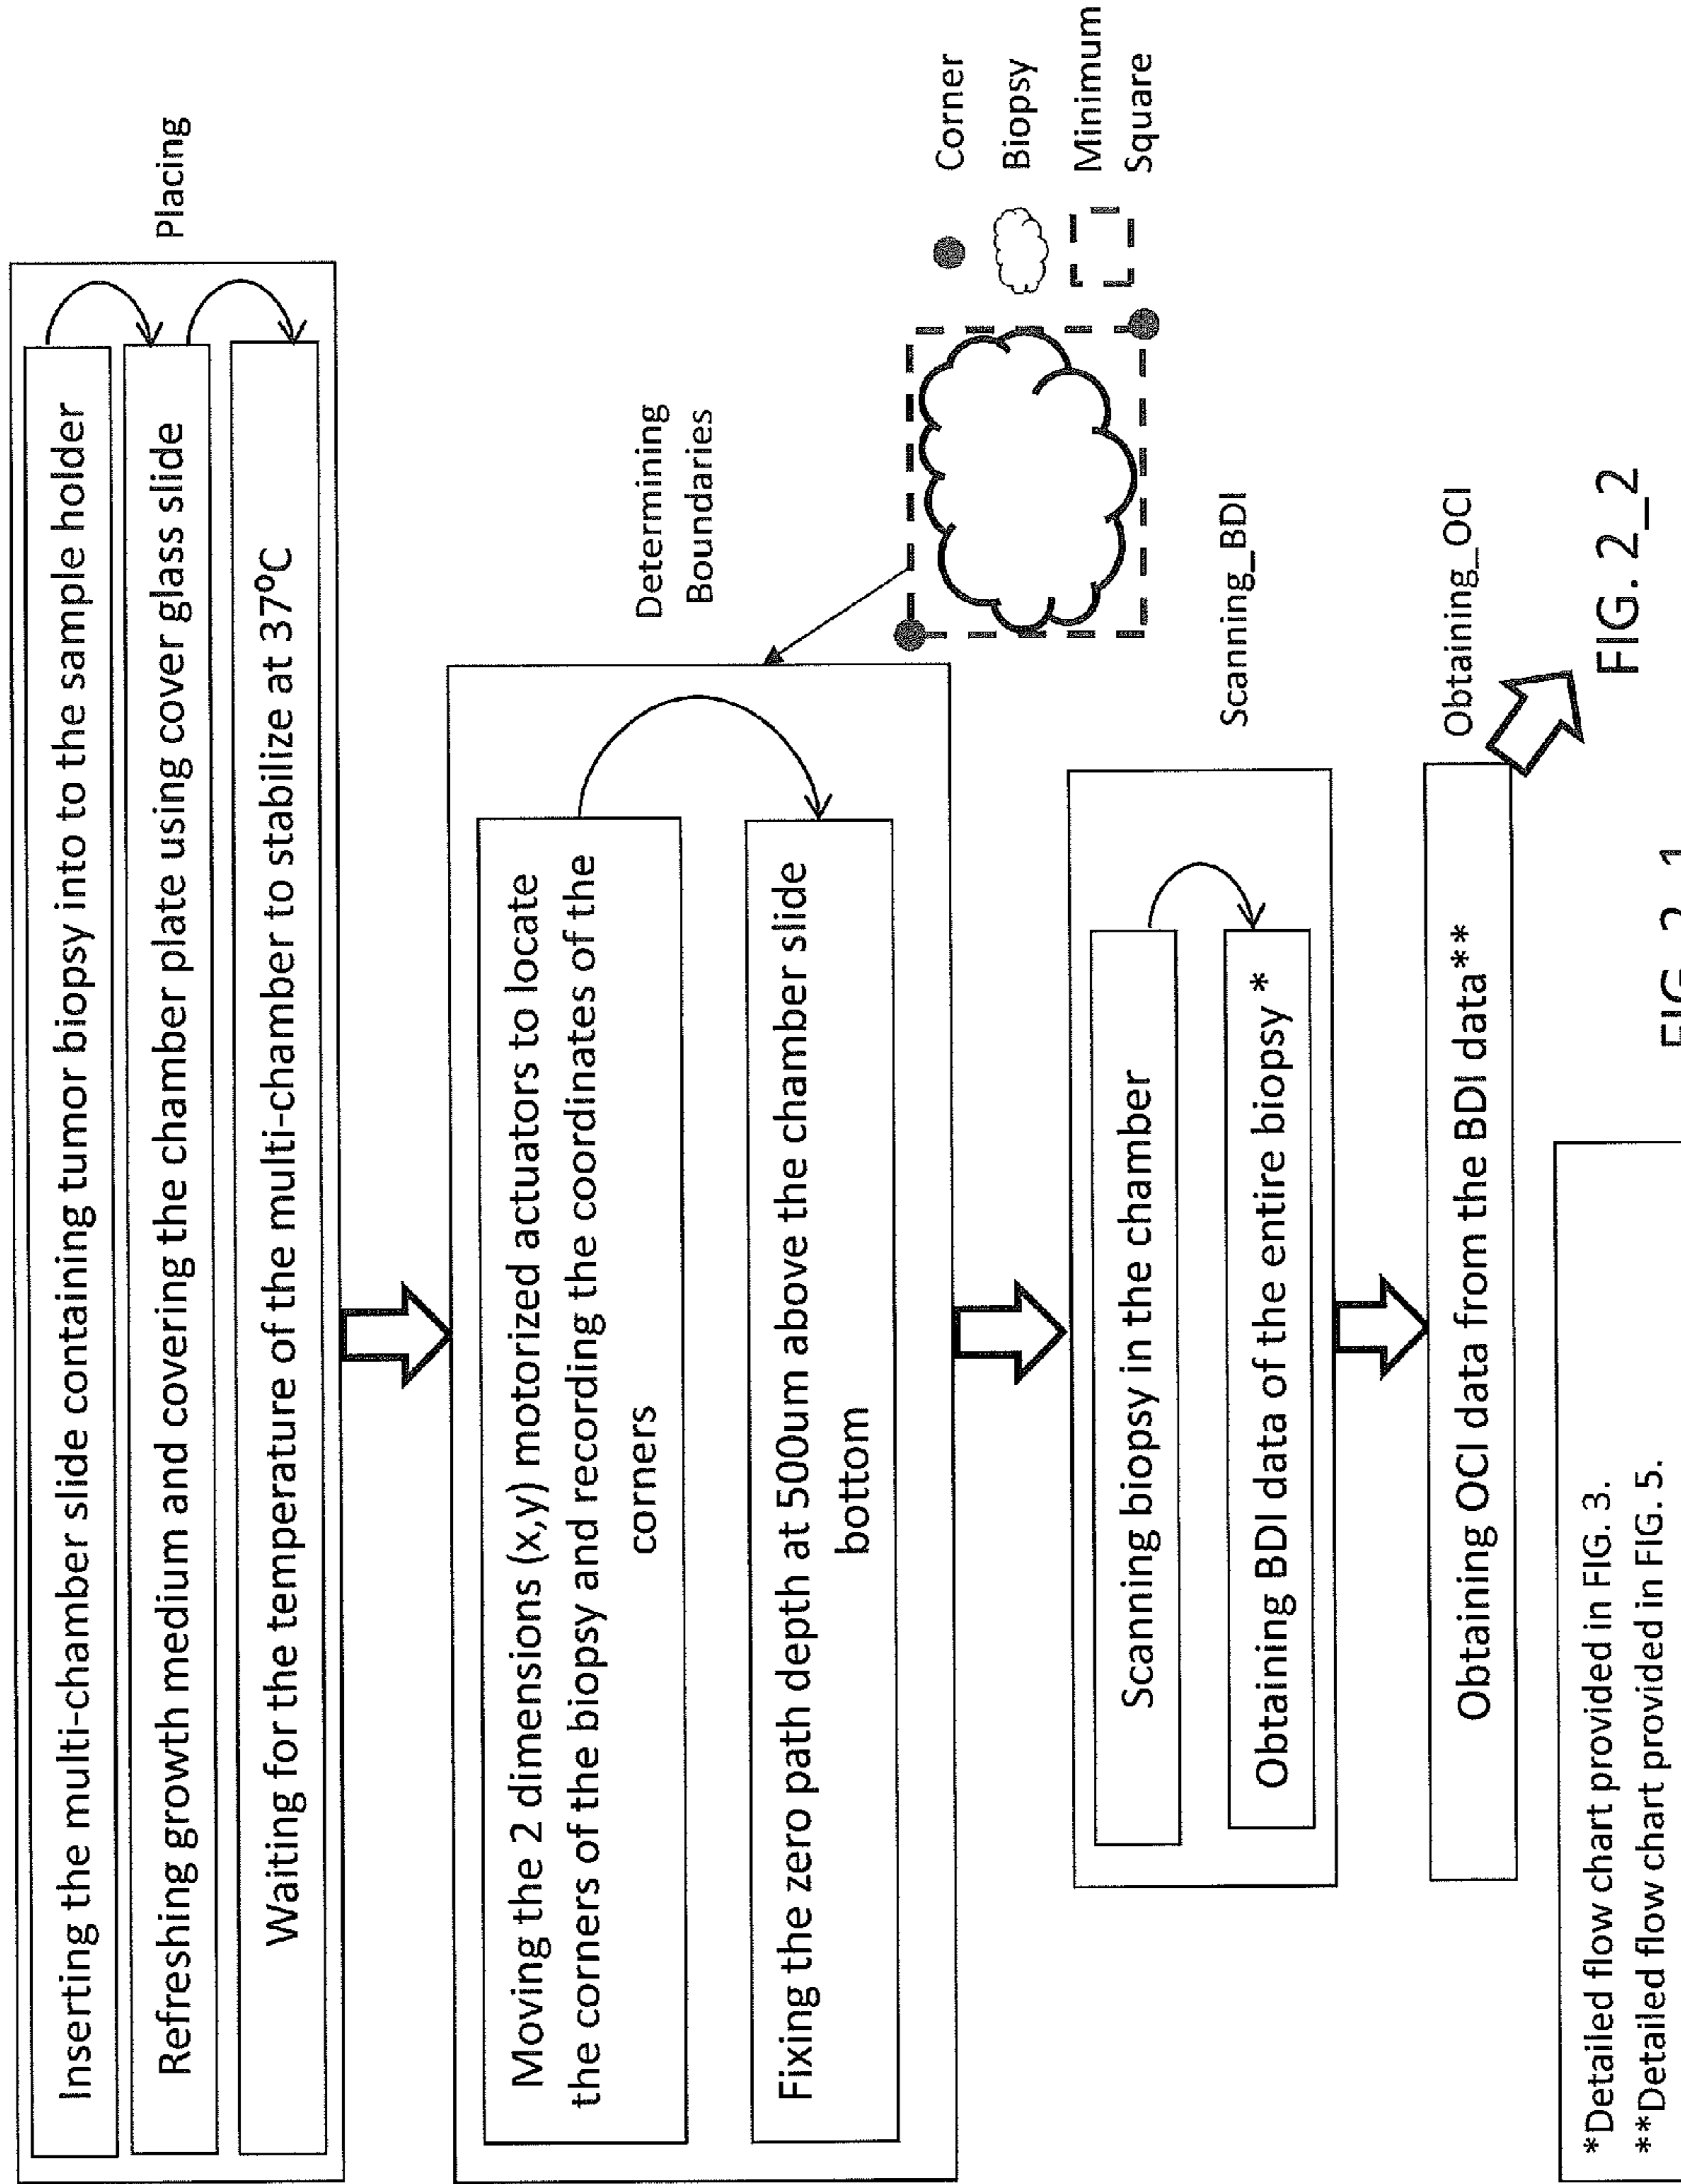 Inserting the multi-chamber slide containing tumor biopsy into to the sample holder
Refreshing growth medium and covering the chamber plate using cover glass slide
Waiting for the temperature of the multi-chamber to stabilize at 37⁰C
Placing
Moving the 2 dimensions (x,y) motorized actuators to locate
the corners of the biopsy and recording the coordinates of the
corners
Fixing the zero path depth at 500um above the chamber slide
bottom
Determining
Boundaries
Corner
Biopsy
Minimum
Square
Scanning biopsy in the chamber
Obtaining BDI data of the entire biopsy *
Scanning_BDI
Obtaining OCI data from the BDI data**
Obtaining_OCI
FIG. 2_2
*Detailed flow chart provided in FIG. 3.
**Detailed flow chart provided in FIG. 5.